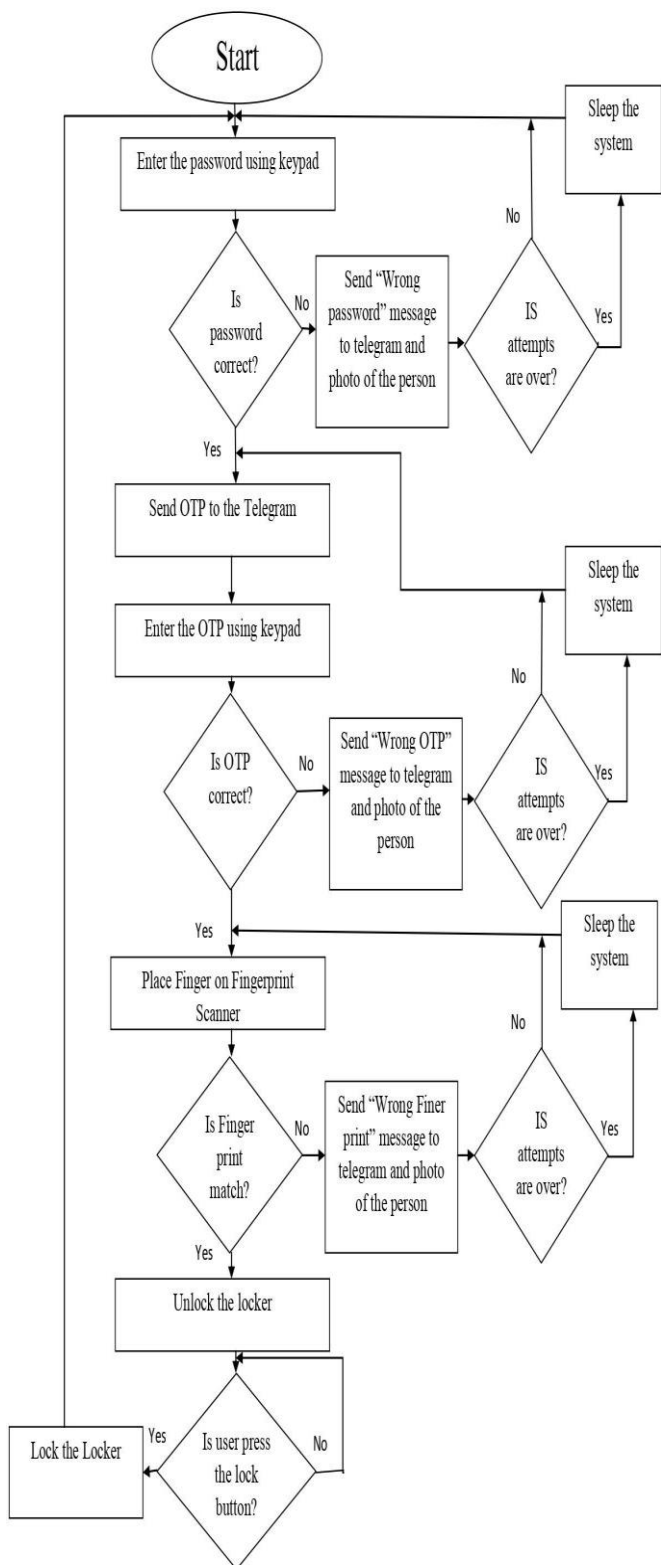 Start
Sleep the
system
Enter the password using keypad
No
Is
password
correct?
No
Send “Wrong
password” message
to telegram and
photo of the person
IS
attempts
are over?
Yes
Yes
Send OTP to the Telegram
Sleep the
system
Enter the OTP using keypad
No
Is OTP
correct?
No
Send “Wrong OTP”
message to telegram
and photo of the
person
IS
attempts
are over?
Yes
Yes
Sleep the
system
Place Finger on Fingerprint
Scanner
No
Is Finger
print
match?
No
Send “Wrong Finer
print” message to
telegram and photo
of the person
IS
attempts
are over?
Yes
Yes
Unlock the locker
Lock the Locker
Yes
Is user press
the lock
button?
No